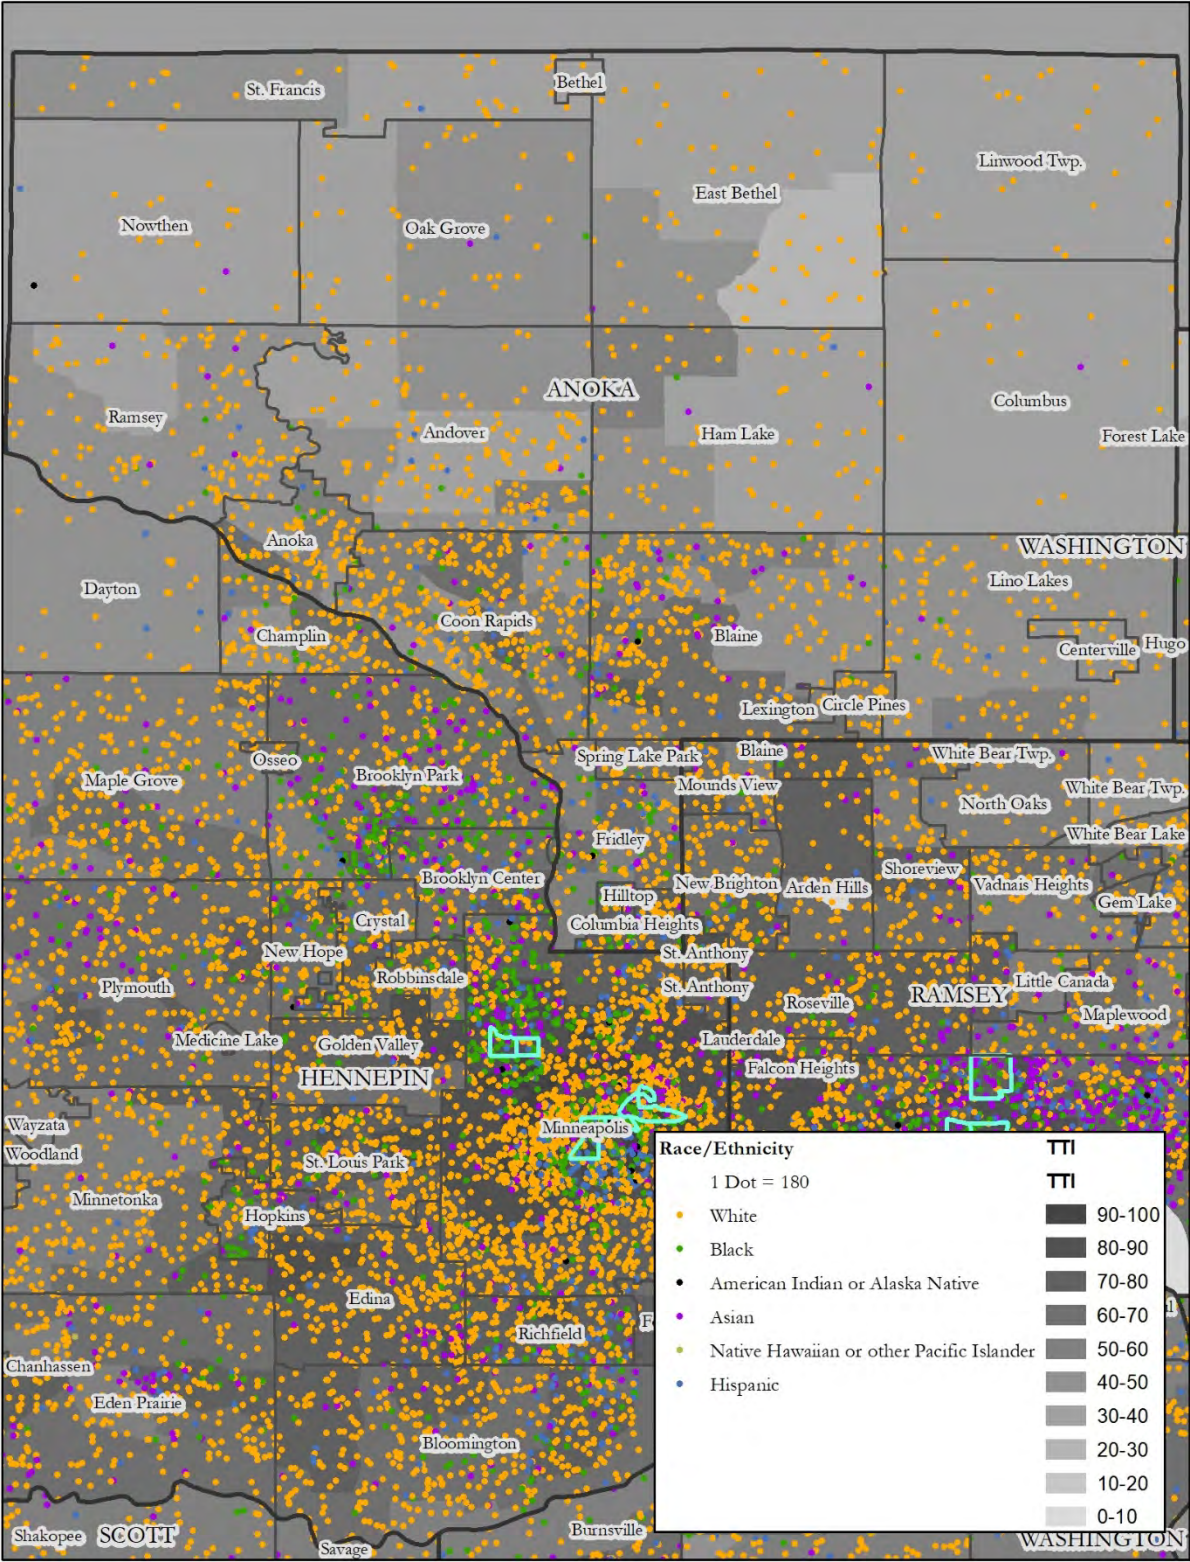 St. Francis
Bethel
Linwood Twp.
East Bethel
Nowthen
Oak Grove
ANOKA
Columbus
Ramsey
Andover
Ham Lake
Forest Lake
Anoka
WASHINGTON
Dayton
Lino Lakes
Champlin
Coon Rapids
Blaine
Centerville
Hugo
Lexington
Circle Pines
Osseo
Spring Lake Park
Blaine
White Bear Twp.
Maple Grove
Brooklyn Park
Mounds View
North Oaks
White Bear Twp.
Fridley
White Bear Lake
Brooklyn Center
Hilltop
New Brighton
Arden Hills
Shoreview
Vadnais Heights
Gem Lake
Crystal
Columbia Heights
New Hope
St. Anthony
Plymouth
Robbinsdale
St. Anthony
Roseville
RAMSEY
Little Canada
Maplewood
Medicine Lake
Golden Valley
Lauderdale
HENNEPIN
Falcon Heights
Wayzata
Minneapolis
Woodland
St. Louis Park
Minnetonka
Hopkins
Edina
Richfield
Chanhassen
Eden Prairie
Bloomington
Shakopee
SCOTT
Savage
Burnsville
WASHINGTON
Race/Ethnicity
1 Dot = 180
White
Black
American Indian or Alaska Native
Asian
Native Hawaiian or other Pacific Islander
Hispanic
TTI
TTI
90-100
80-90
70-80
60-70
50-60
40-50
30-40
20-30
10-20
0-10